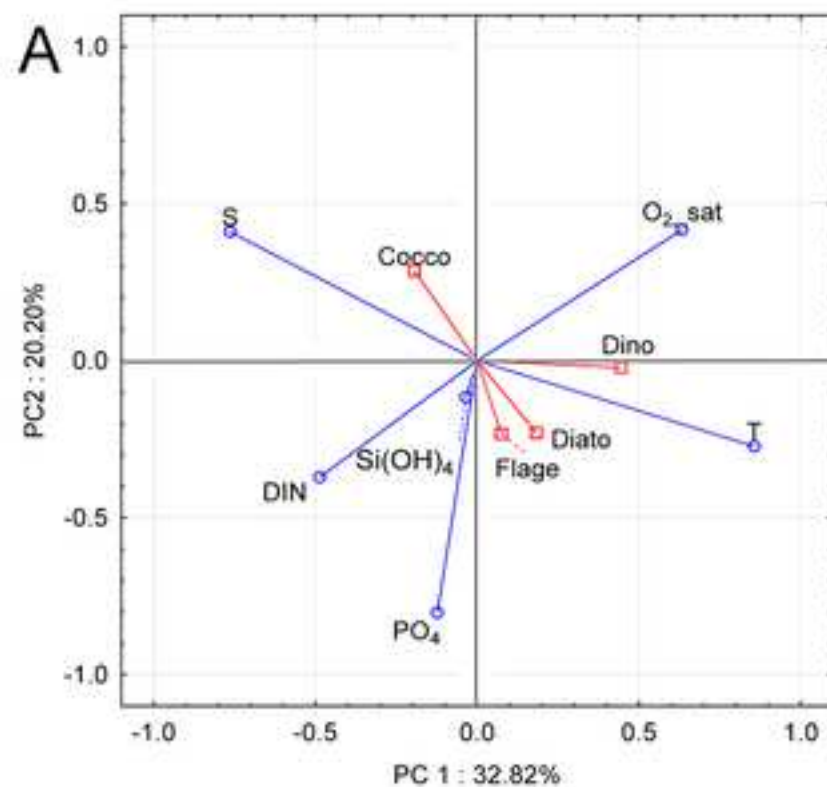 A
1.0
0.5
0.0
-0.5
-1.0
PC2 : 20.20%
S
O₂ sat
Cocco
Dino
T
Diato
Flage
Si(OH)₄
DIN
PO₄
-1.0 -0.5 0.0 0.5 1.0
PC 1 : 32.82%